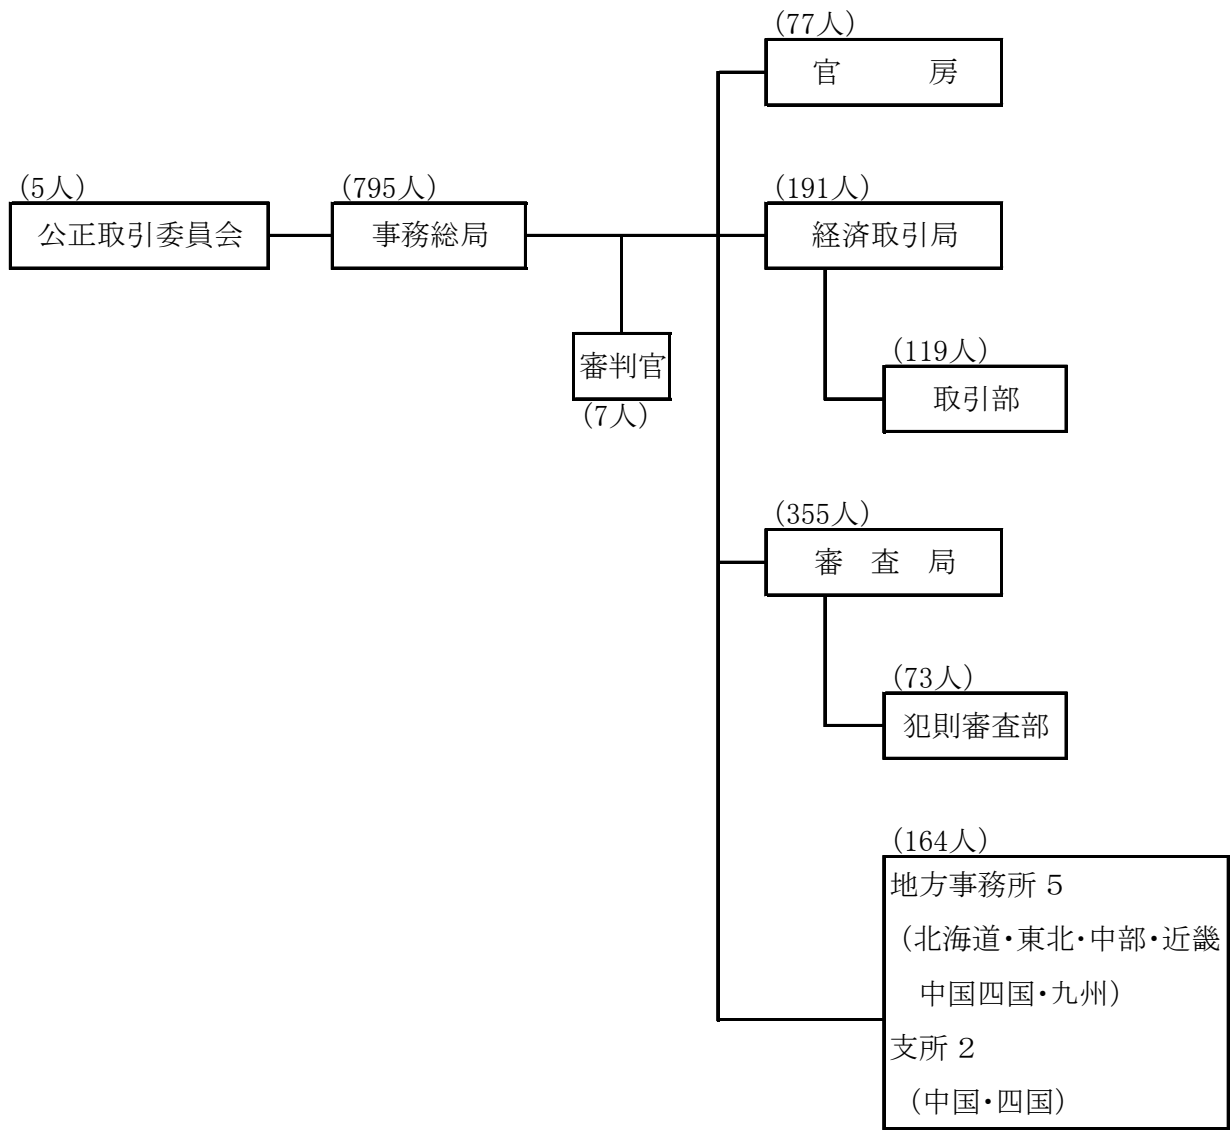 (77人)
官　　　房
(5人)
公正取引委員会
(795人)
事務総局
(191人)
経済取引局
審判官
(7人)
(119人)
取引部
(355人)
審　査　局
(73人)
犯則審査部
(164人)
地方事務所５
（北海道・東北・中部・近畿
中国四国・九州）
支所２
（中国・四国）